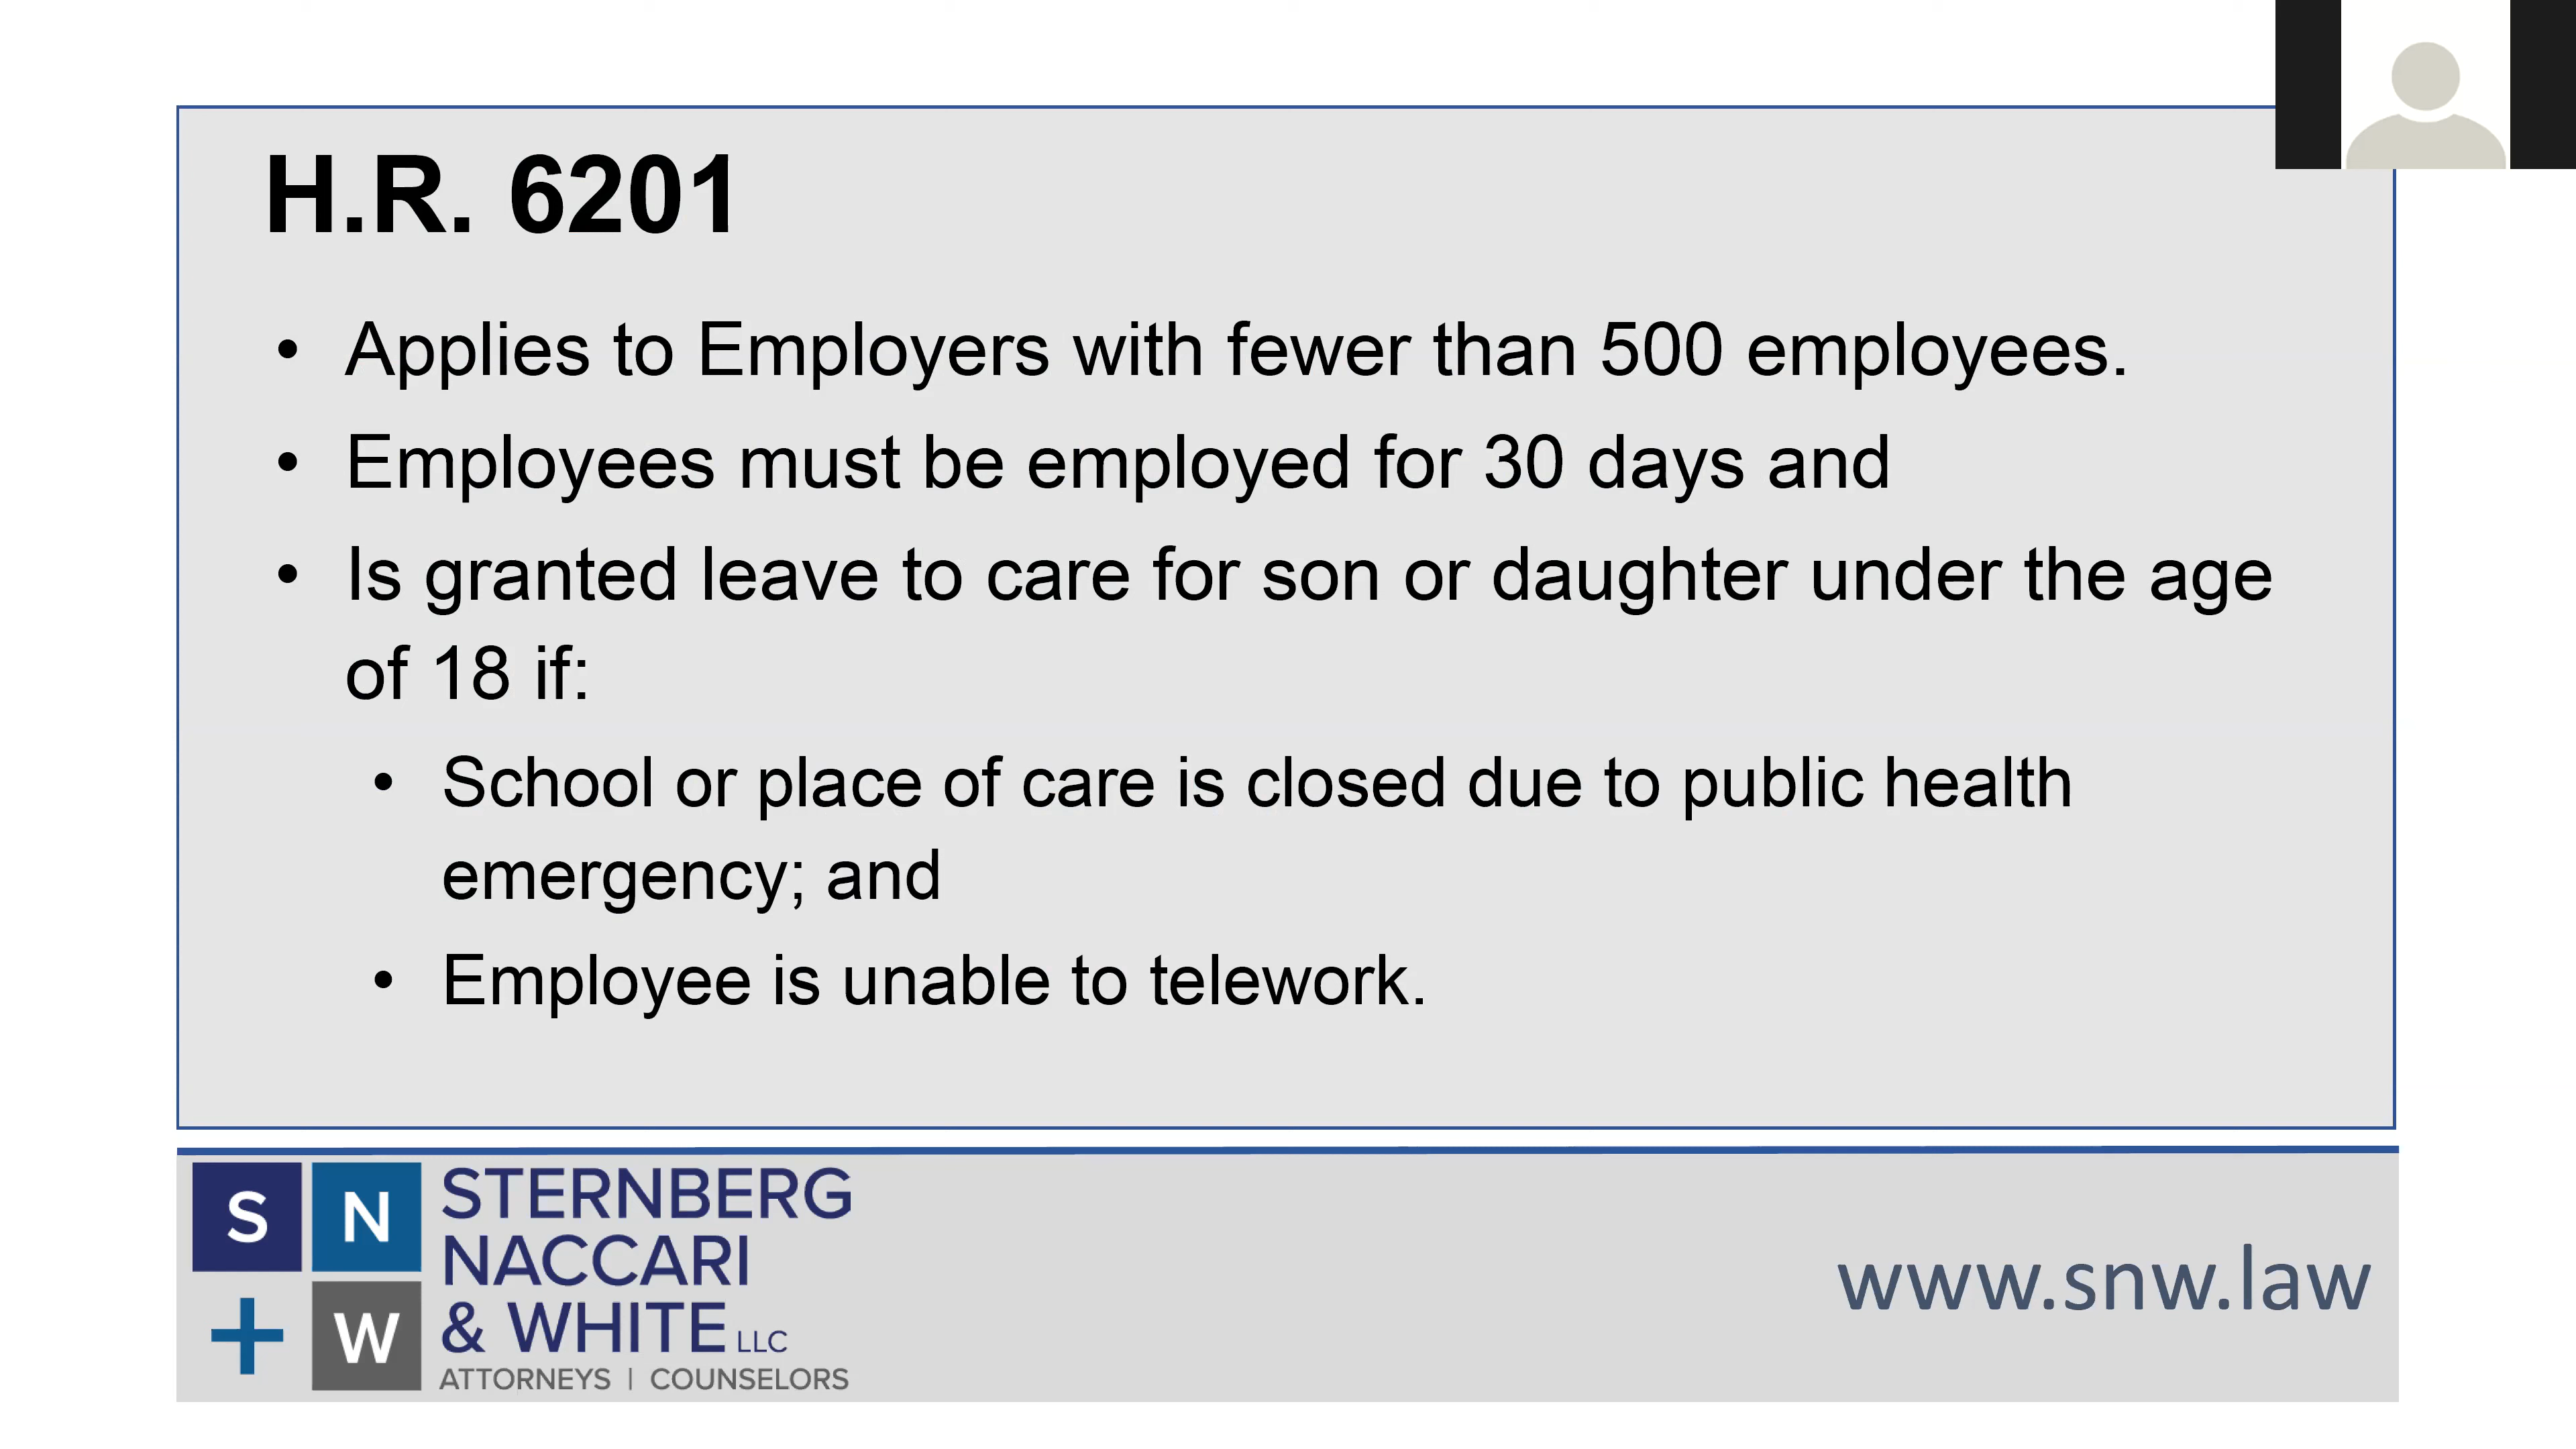 H.R. 6201
• Applies to Employers with fewer than 500 employees.
• Employees must be employed for 30 days and
• Is granted leave to care for son or daughter under the age
of 18 if:
• School or place of care is closed due to public health
emergency; and
• Employee is unable to telework.
S N
+ W
STERNBERG
NACCARI
& WHITE LLC
ATTORNEYS | COUNSELORS
www.snw.law